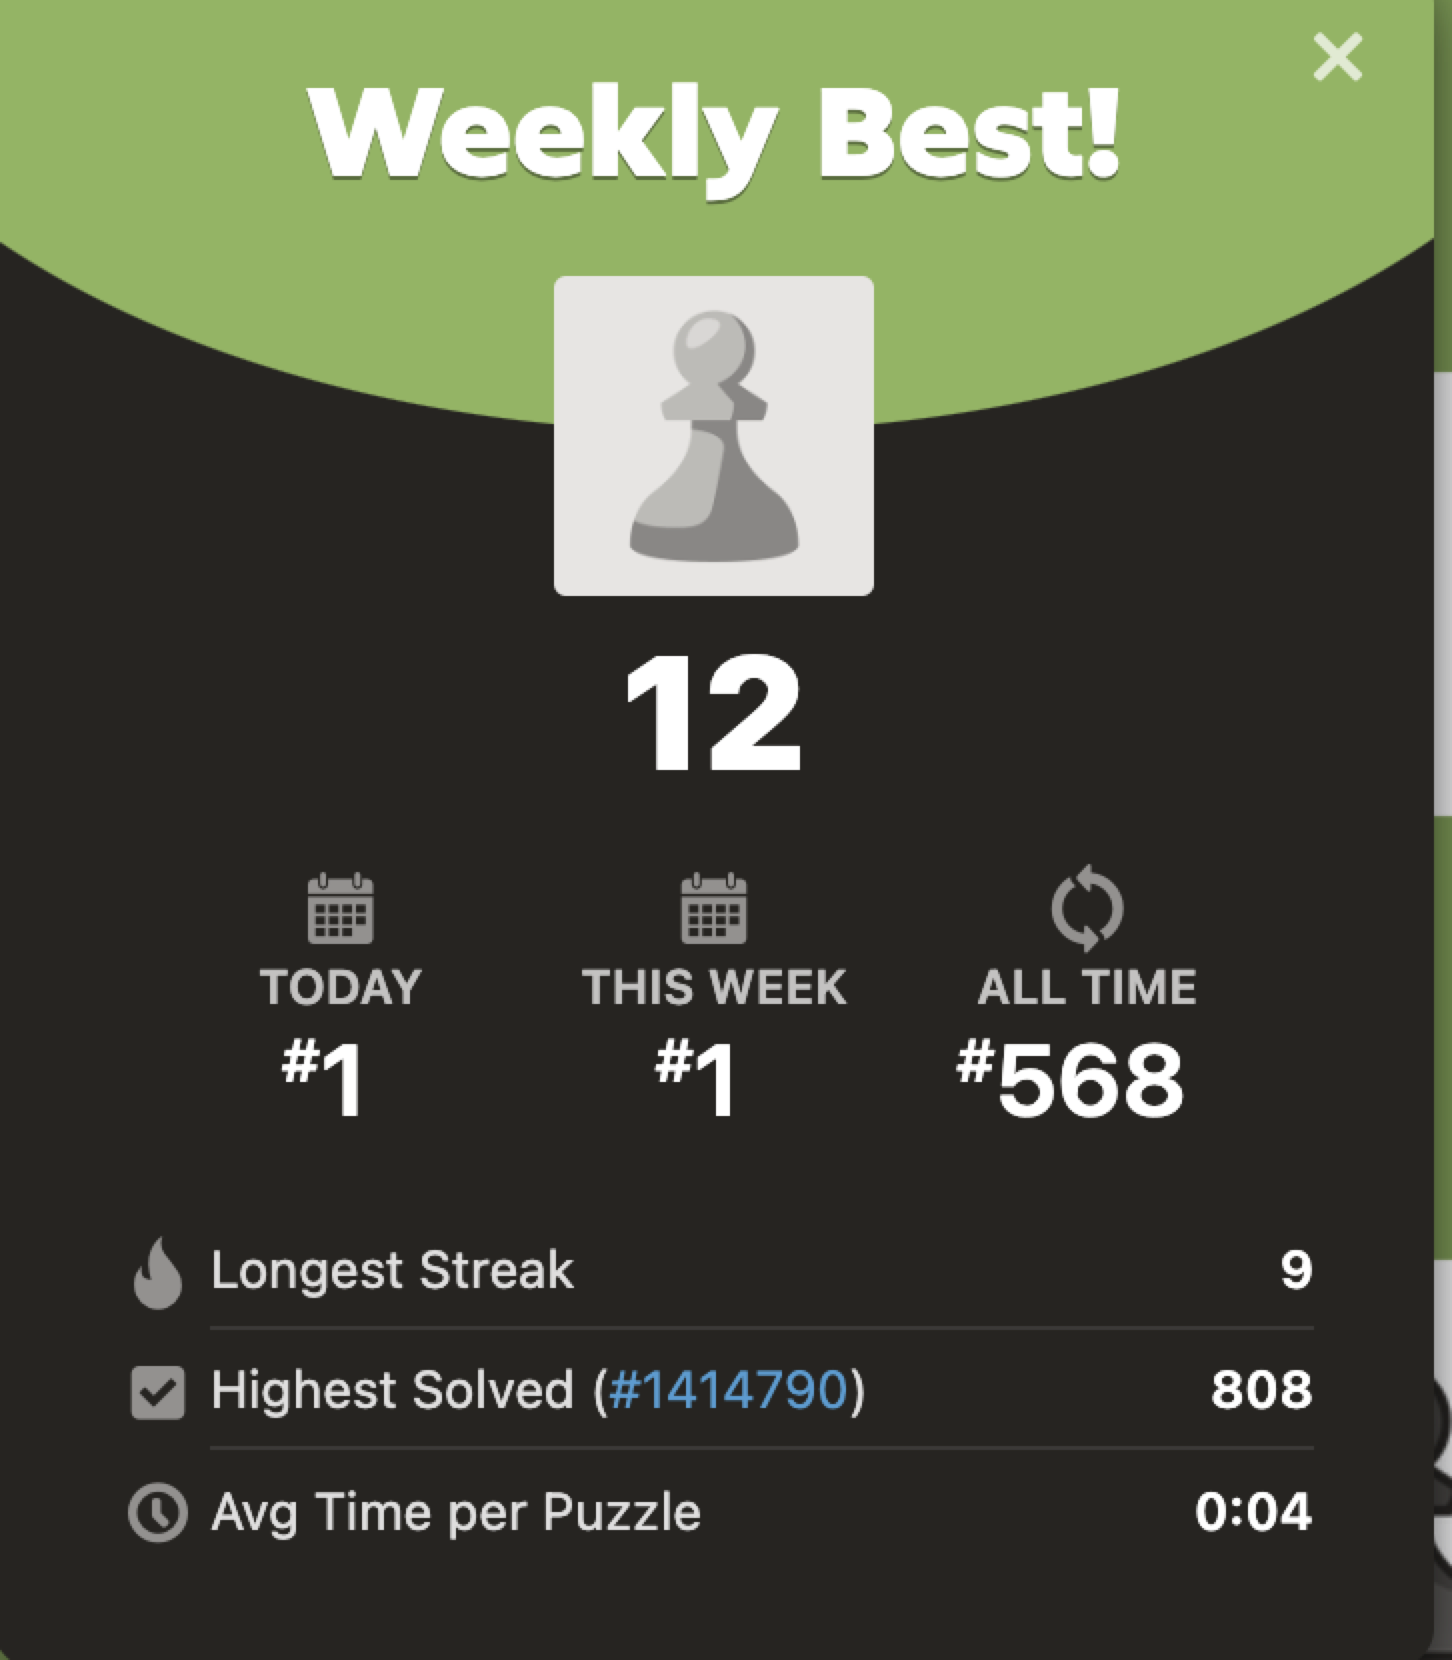 Weekly Best!
12
TODAY
#1
THIS WEEK
#1
ALL TIME
#568
Longest Streak 9
Highest Solved (#1414790) 808
Avg Time per Puzzle 0:04